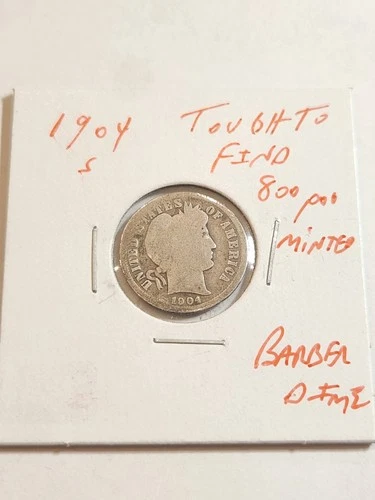 1904
S
TOUGH TO
FIND
800,000
MINTED
UNITED STATES OF AMERICA
1904
BARBER
DIME